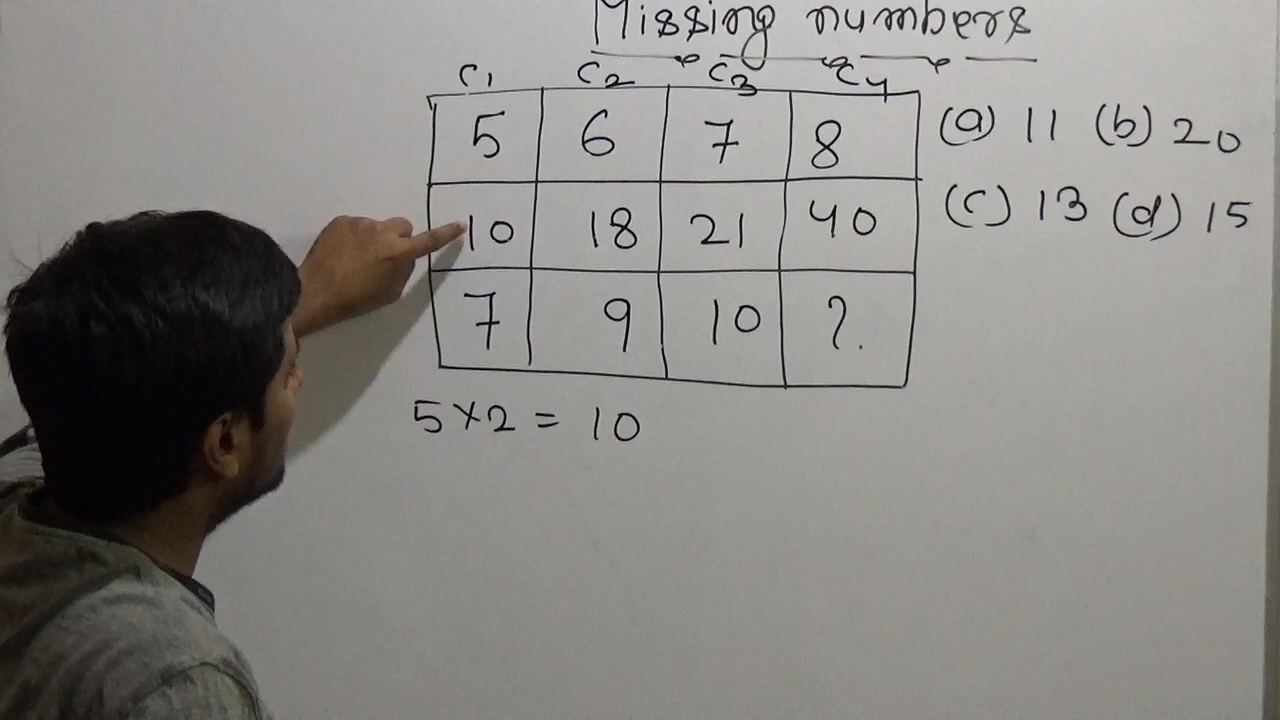 Missing numbers
C1 C2 C3 C4
5 6 7 8 (a) 11 (b) 20
10 18 21 40 (c) 13 (d) 15
7 9 10 ?
5×2 = 10